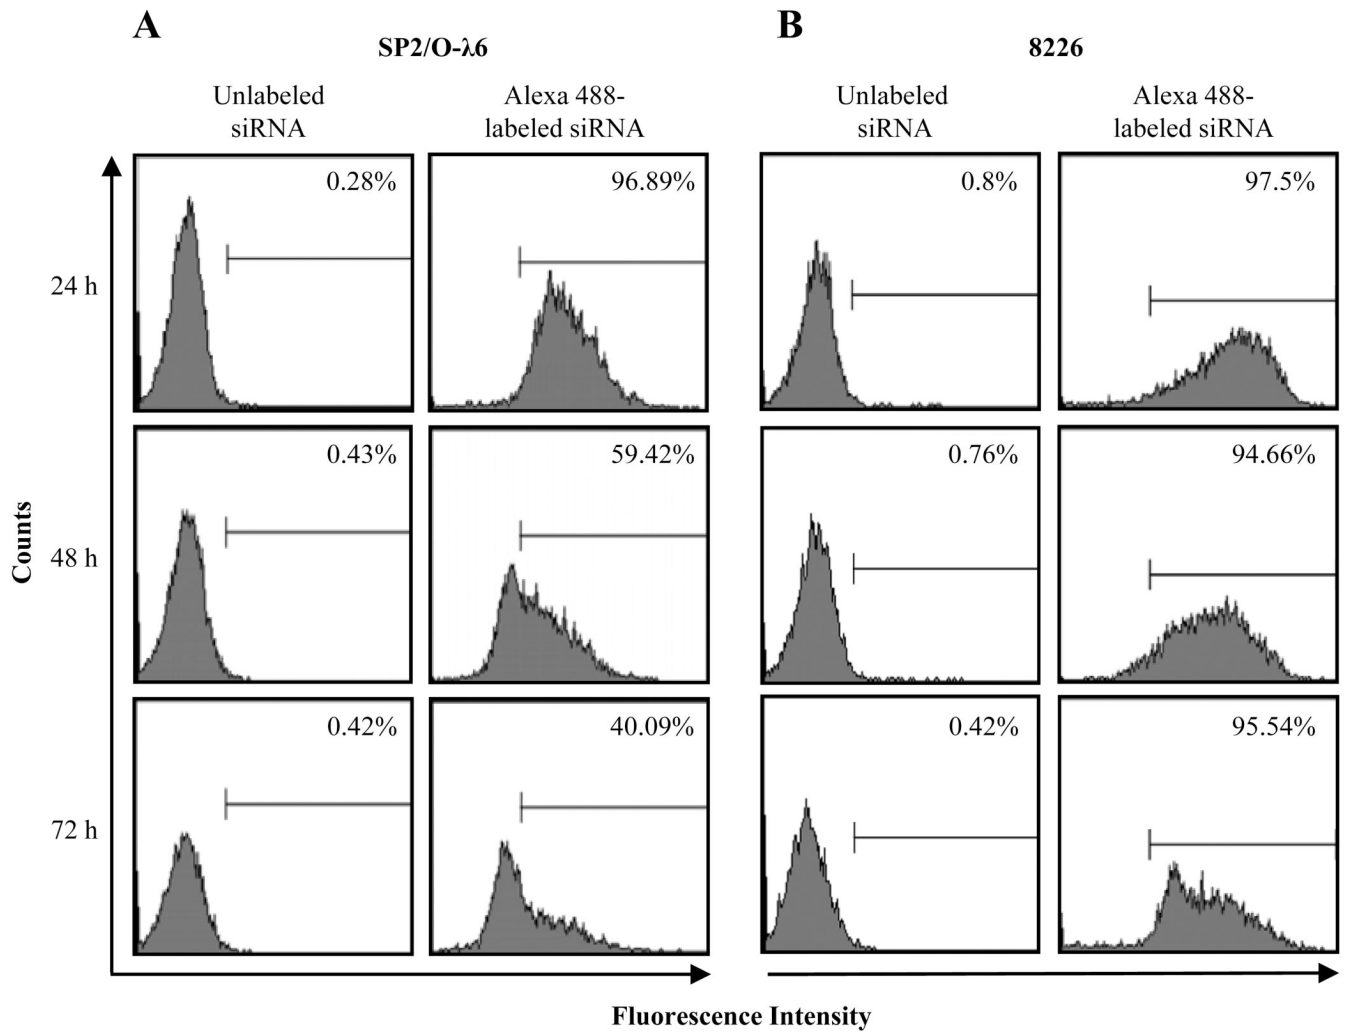 A
B
SP2/O-λ6
8226
Unlabeled
siRNA
Alexa 488-
labeled siRNA
Unlabeled
siRNA
Alexa 488-
labeled siRNA
24 h
0.28%
96.89%
0.8%
97.5%
48 h
0.43%
59.42%
0.76%
94.66%
72 h
0.42%
40.09%
0.42%
95.54%
Counts
Fluorescence Intensity